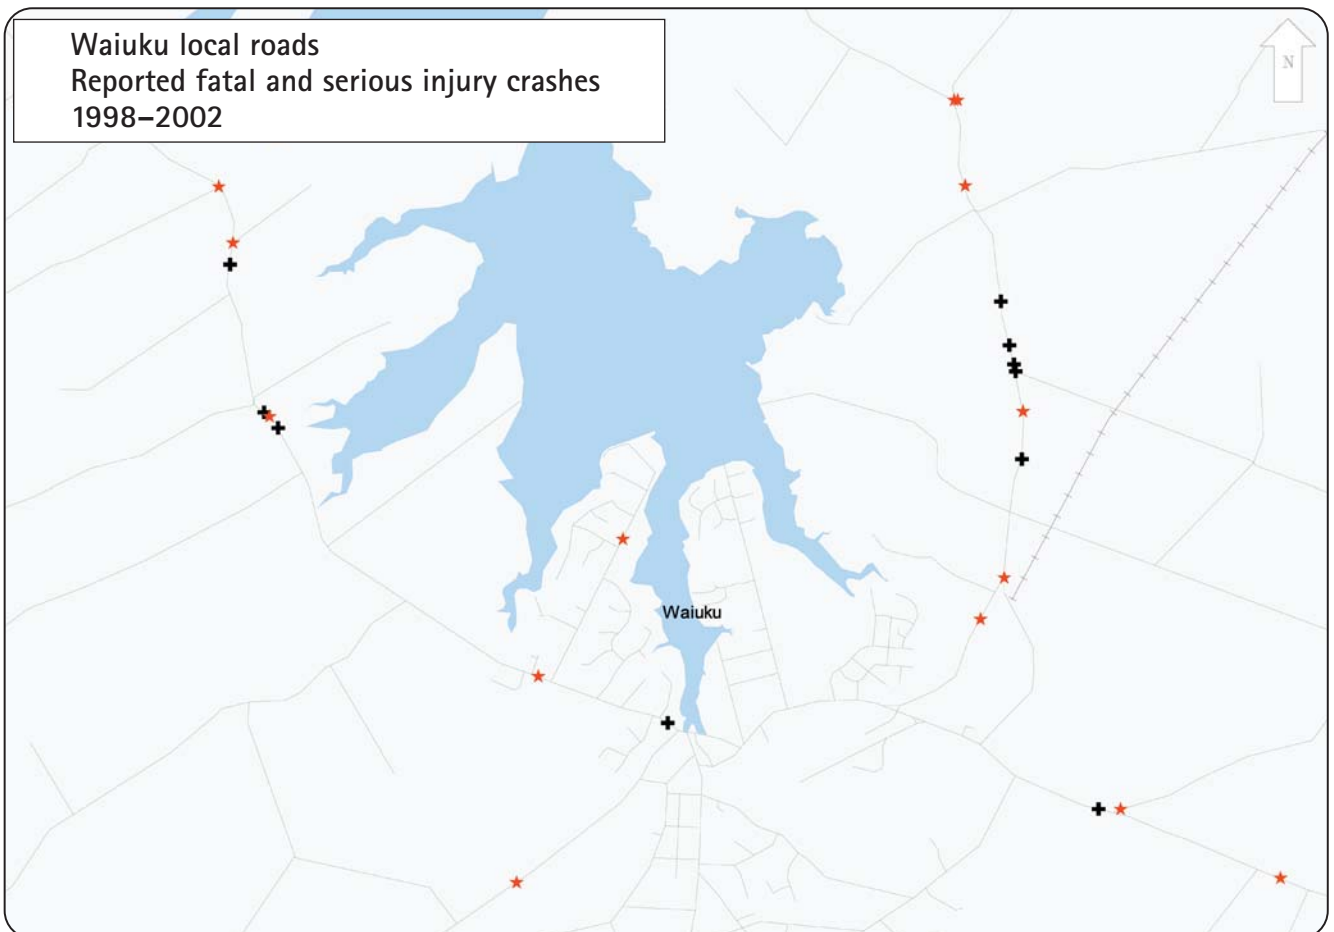 Waiuku local roads
Reported fatal and serious injury crashes
1998–2002
N
Waiuku